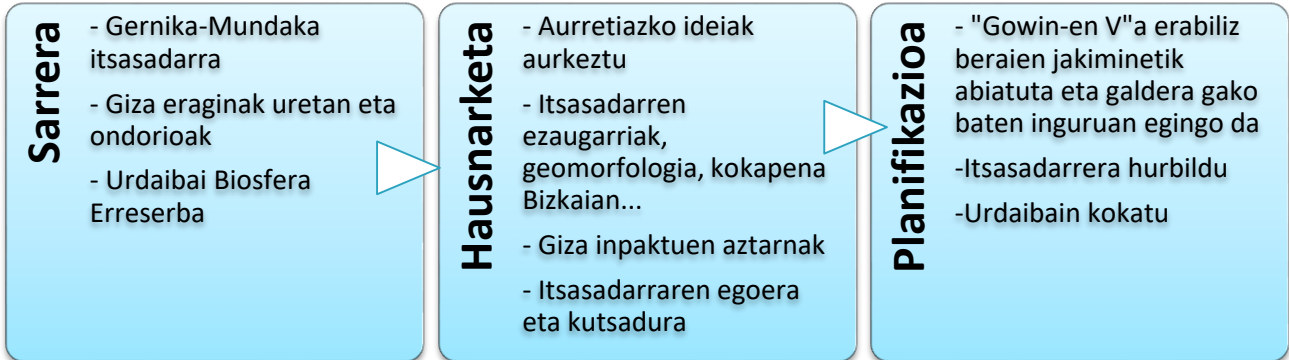 Sarrera
- Gernika-Mundaka
itsasadarra
- Giza eraginak uretan eta
ondorioak
- Urdaibai Biosfera
Erreserba
Hausnarketa
- Aurretiazko ideiak
aurkeztu
- Itsasadarren
ezaugarriak,
geomorfologia, kokapena
Bizkaian...
- Giza inpaktuen aztarnak
- Itsasadarraren egoera
eta kutsadura
Planifikazioa
- "Gowin-en V"a erabiliz
beraien jakiminetik
abiatuta eta galdera gako
baten inguruan egingo da
-Itsasadarrera hurbildu
-Urdaibain kokatu